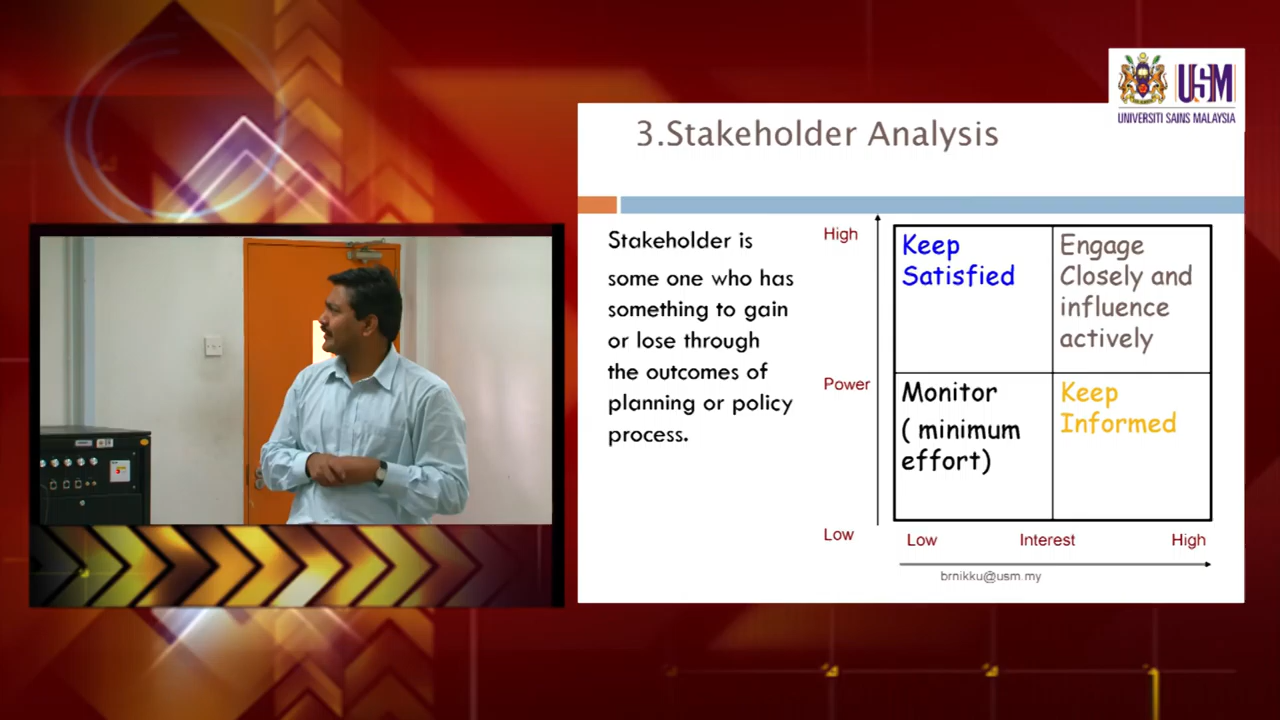 USM
UNIVERSITI SAINS MALAYSIA
3.Stakeholder Analysis
Stakeholder is
some one who has
something to gain
or lose through
the outcomes of
planning or policy
process.
High
Power
Low
Keep
Satisfied
Engage
Closely and
influence
actively
Monitor
( minimum
effort)
Keep
Informed
Low Interest High
brnikku@usm.my